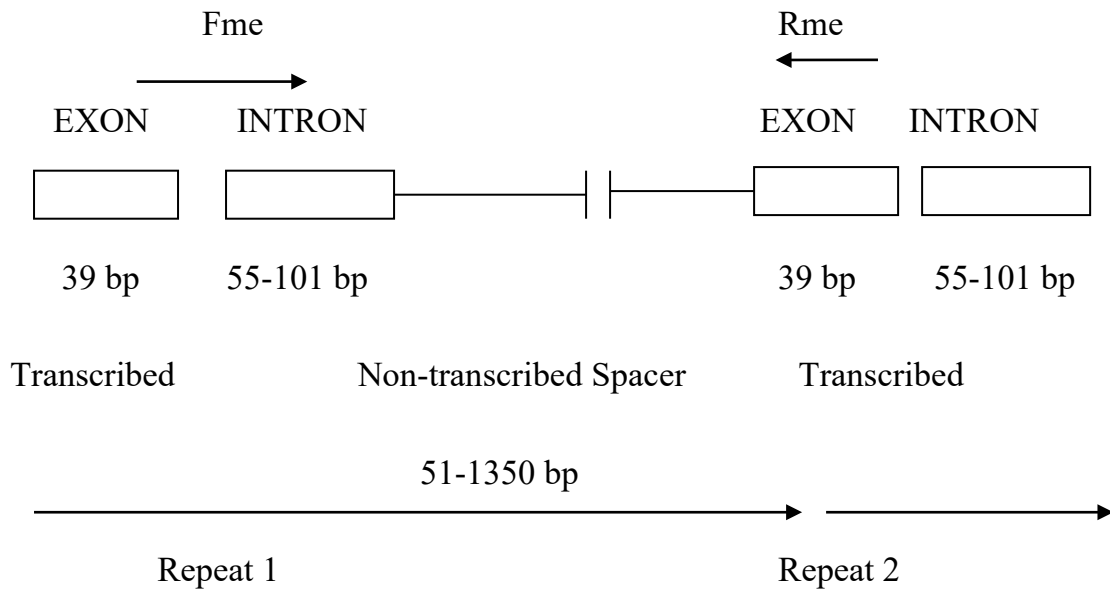 Fme Rme
EXON INTRON EXON INTRON
39 bp 55-101 bp 39 bp 55-101 bp
Transcribed Non-transcribed Spacer Transcribed
51-1350 bp
Repeat 1 Repeat 2